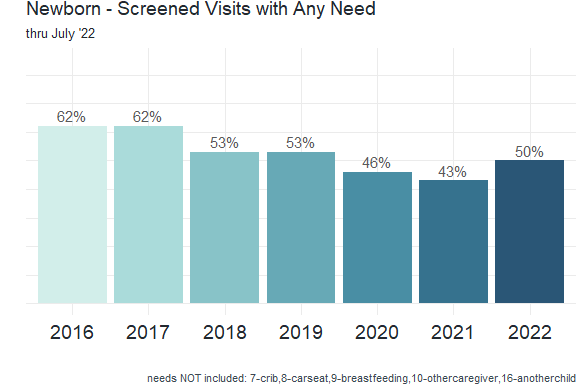 Newborn - Screened Visits with Any Need
thru July '22
62% 62% 53% 53% 46% 43% 50%
2016 2017 2018 2019 2020 2021 2022
needs NOT included: 7-crib,8-carseat,9-breastfeeding,10-othercaregiver,16-anotherchild